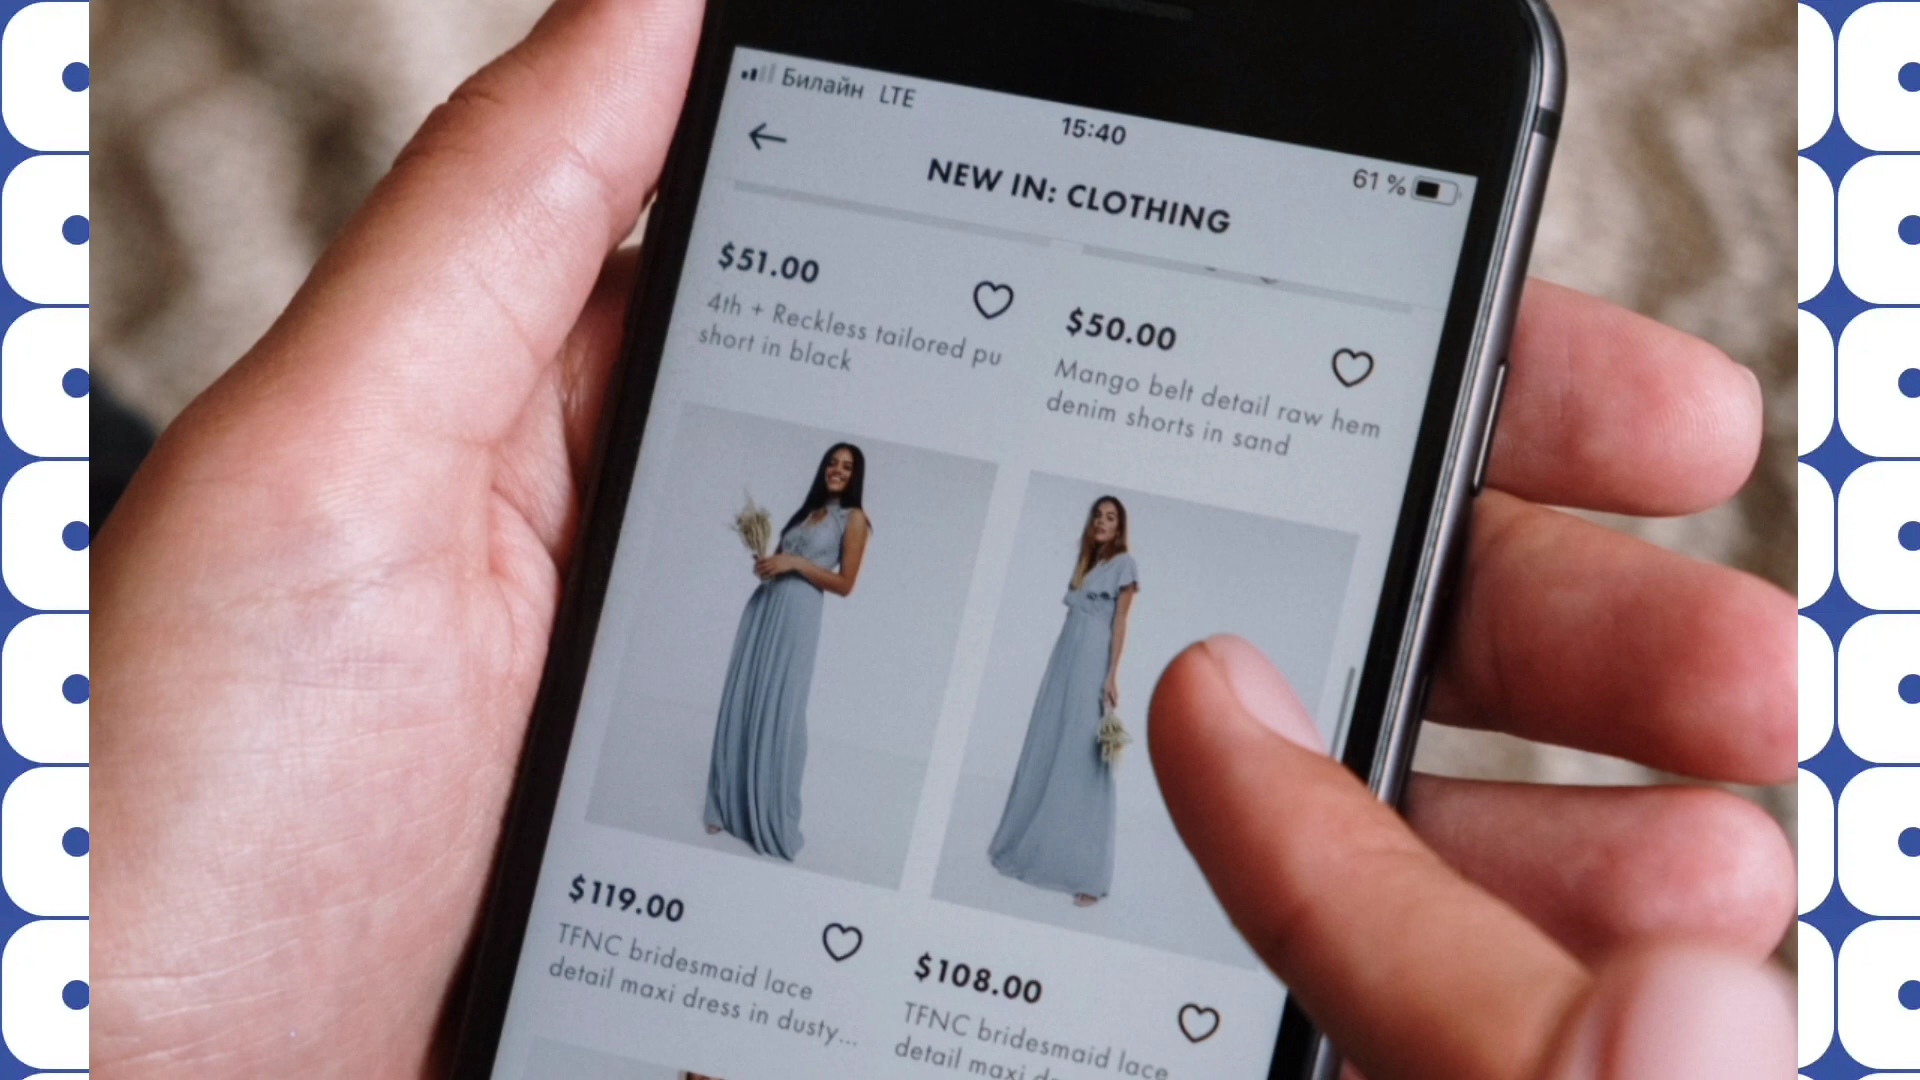 Билайн LTE
15:40
61 %
NEW IN: CLOTHING
$51.00
4th + Reckless tailored pu
short in black
$50.00
Mango belt detail raw hem
denim shorts in sand
$119.00
TFNC bridesmaid lace
detail maxi dress in dusty...
$108.00
TFNC bridesmaid lace
detail maxi